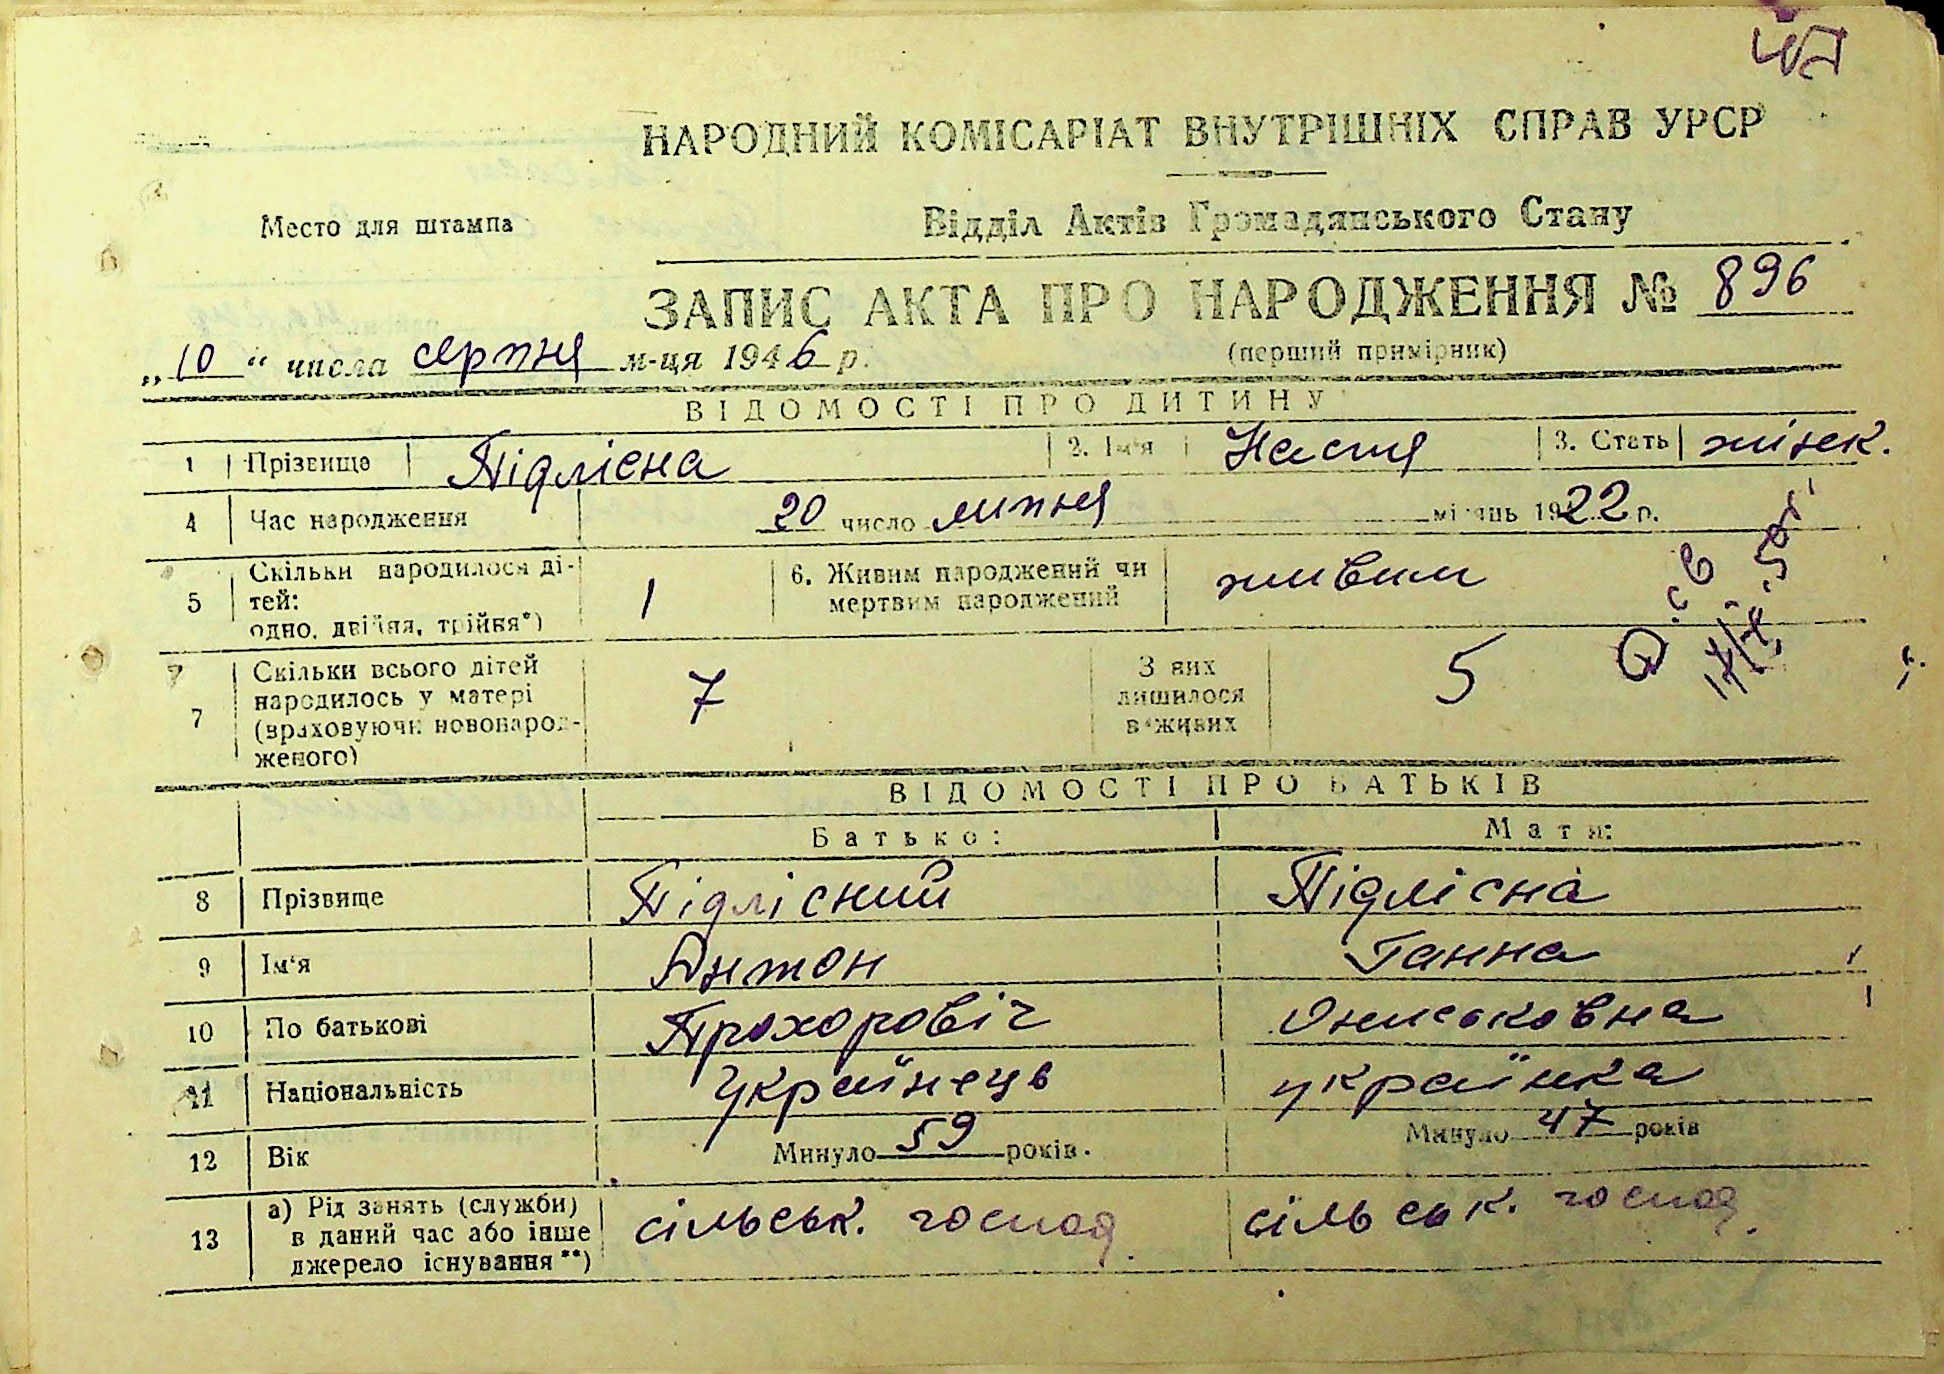 НАРОДНИЙ КОМІСАРІАТ ВНУТРІШНІХ СПРАВ УРСР
Место для штампа
Відділ Актів Громадянського Стану
ЗАПИС АКТА ПРО НАРОДЖЕННЯ № 896
„10“ числа серпня м-ця 1946 р.
(перший примірник)
ВІДОМОСТІ ПРО ДИТИНУ
1 Прізвище Підлісна 2. Ім'я Настя 3. Стать жінск.
4 Час народження 20 число липня місяць 1922 р.
5 Скільки народилося дітей: одно, двійня, трійня*) 1 6. Живим народжений чи мертвим народжений живим
7 Скільки всього дітей народилось у матері (враховуючи новонародженого) 7 З них лишилося в живих 5
ВІДОМОСТІ ПРО БАТЬКІВ
Батько: Мати:
8 Прізвище Підлісний Підлісна
9 Ім'я Антон Ганна
10 По батькові Прохоровіч
11 Національність Українець українка
12 Вік Минуло 59 років. Минуло 47 років
13 а) Рід занять (служби) в даний час або інше джерело існування**) сільськ. господ. сільськ. господ.